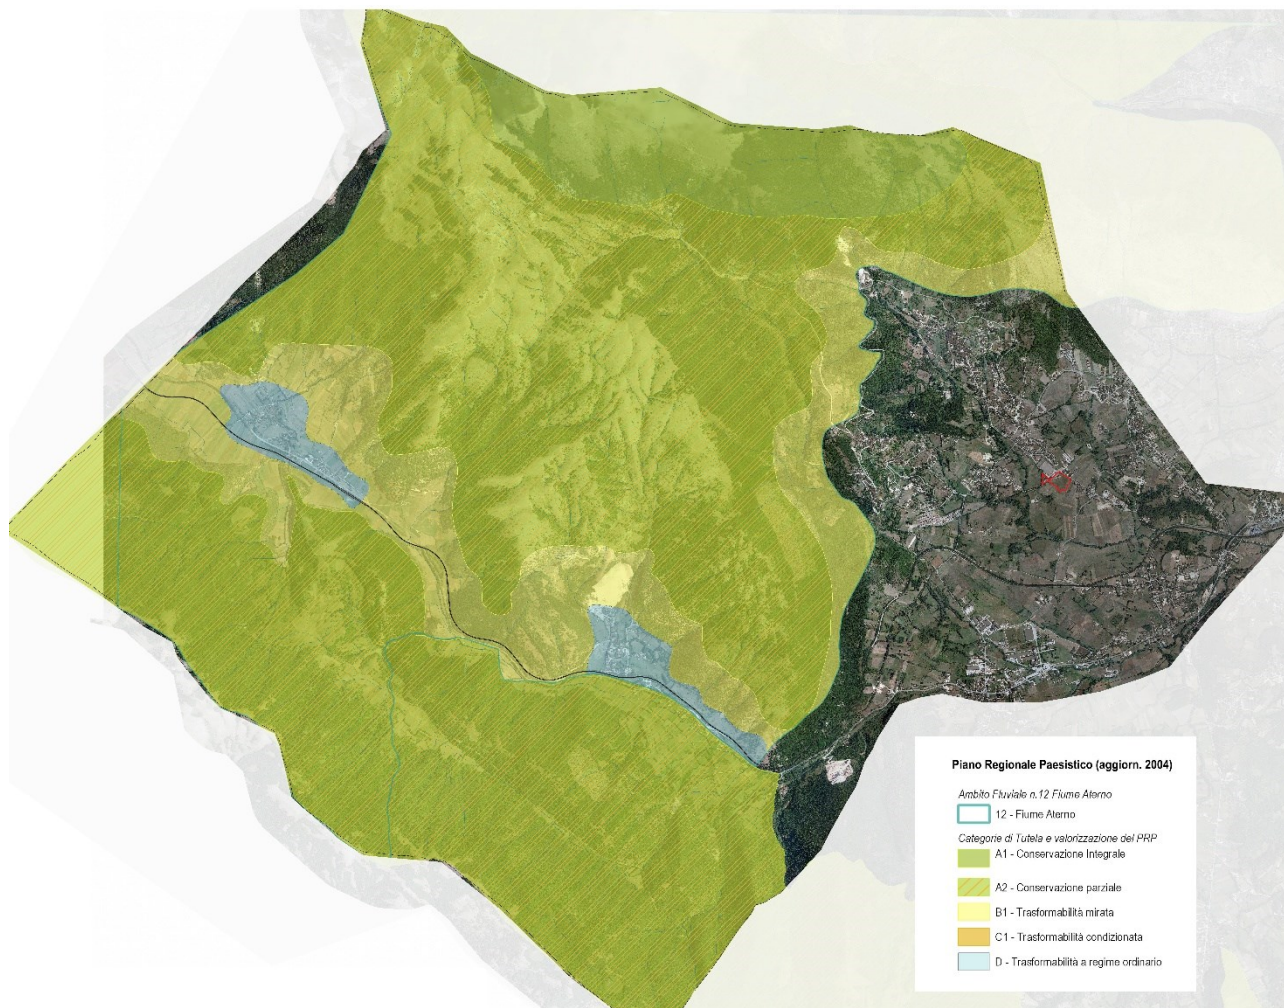 Piano Regionale Paesistico (aggiorn. 2004)
Ambito Fluviale n.12 Fiume Aterno
12 - Fiume Aterno
Categorie di Tutela e valorizzazione del PRP
A1 - Conservazione Integrale
A2 - Conservazione parziale
B1 - Trasformabilità mirata
C1 - Trasformabilità condizionata
D - Trasformabilità a regime ordinario